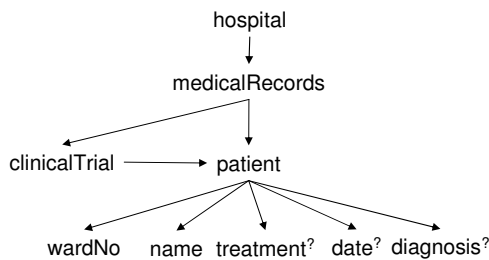 hospital
medicalRecords
clinicalTrial patient
wardNo name treatment? date? diagnosis?